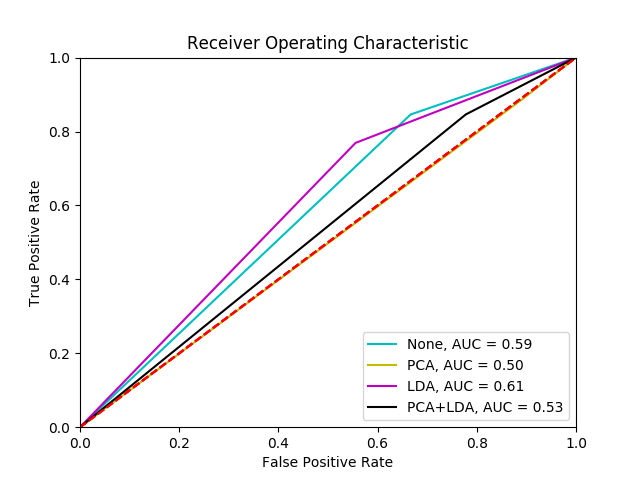 Receiver Operating Characteristic
True Positive Rate
1.0
0.8
0.6
0.4
0.2
0.0
None, AUC = 0.59
PCA, AUC = 0.50
LDA, AUC = 0.61
PCA+LDA, AUC = 0.53
0.0 0.2 0.4 0.6 0.8 1.0
False Positive Rate